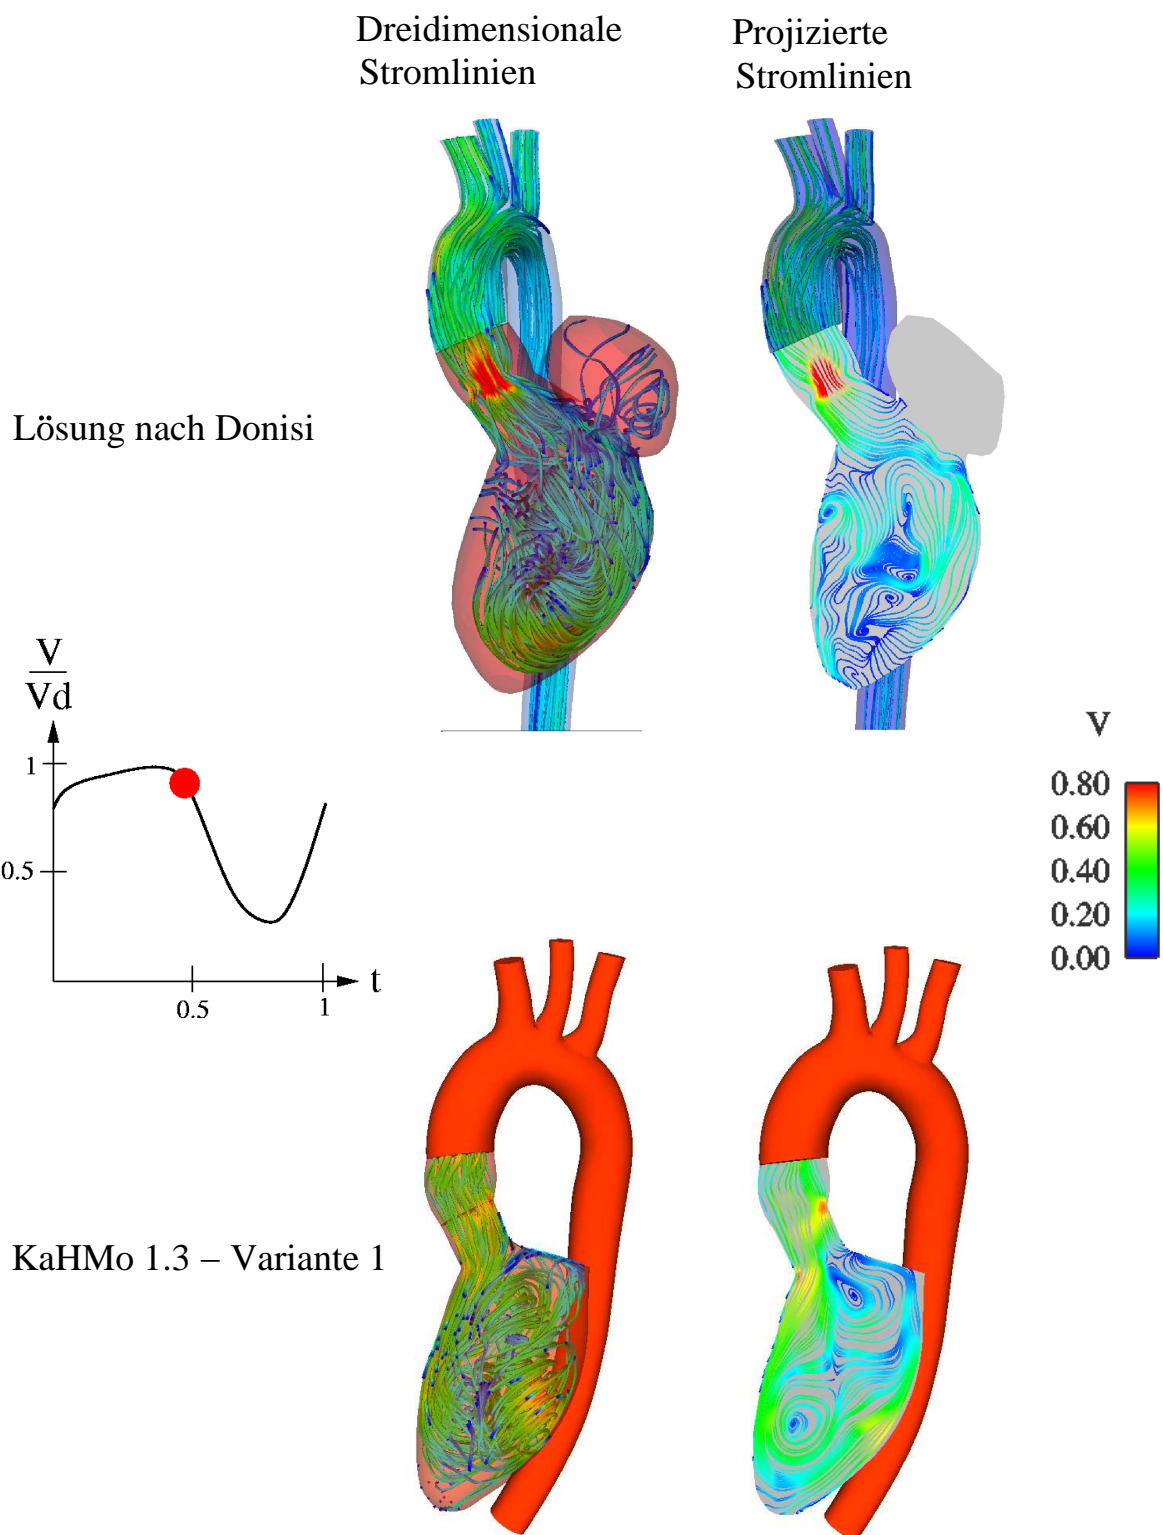 Dreidimensionale
Stromlinien
Projizierte
Stromlinien
Lösung nach Donisi
V
Vd
1
0.5
0.5
1
t
V
0.80
0.60
0.40
0.20
0.00
KaHMo 1.3 – Variante 1